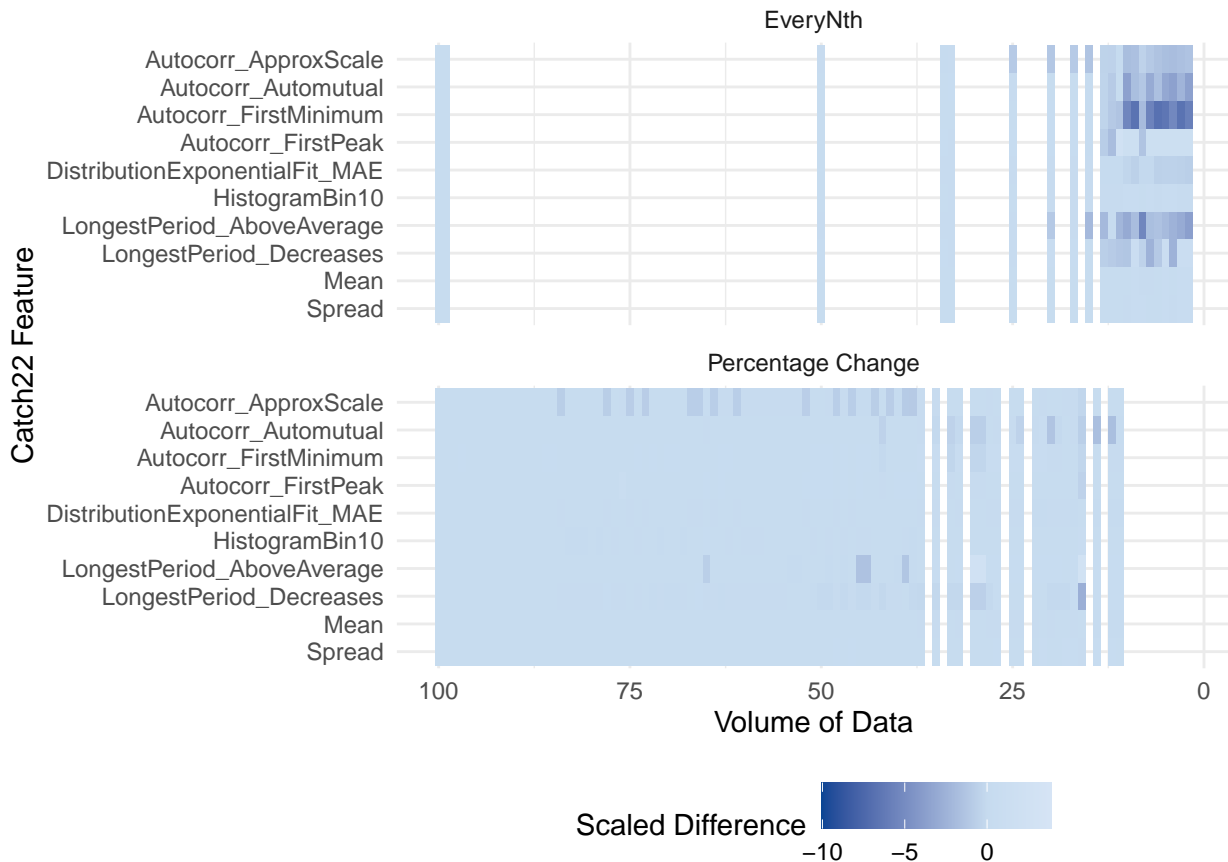 EveryNth
Autocorr_ApproxScale
Autocorr_Automutual
Autocorr_FirstMinimum
Autocorr_FirstPeak
DistributionExponentialFit_MAE
HistogramBin10
LongestPeriod_AboveAverage
LongestPeriod_Decreases
Mean
Spread
Catch22 Feature
Percentage Change
Autocorr_ApproxScale
Autocorr_Automutual
Autocorr_FirstMinimum
Autocorr_FirstPeak
DistributionExponentialFit_MAE
HistogramBin10
LongestPeriod_AboveAverage
LongestPeriod_Decreases
Mean
Spread
100 75 50 25 0
Volume of Data
Scaled Difference
−10 −5 0